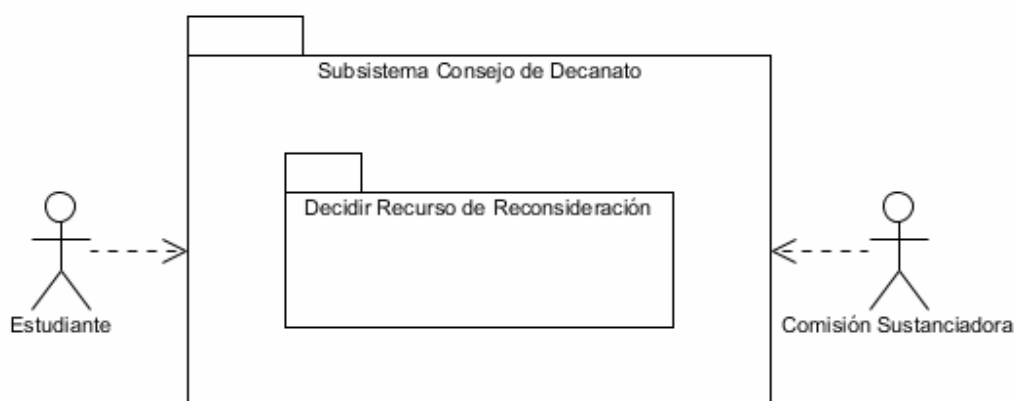 Subsistema Consejo de Decanato
Decidir Recurso de Reconsideración
Estudiante
Comisión Sustanciadora